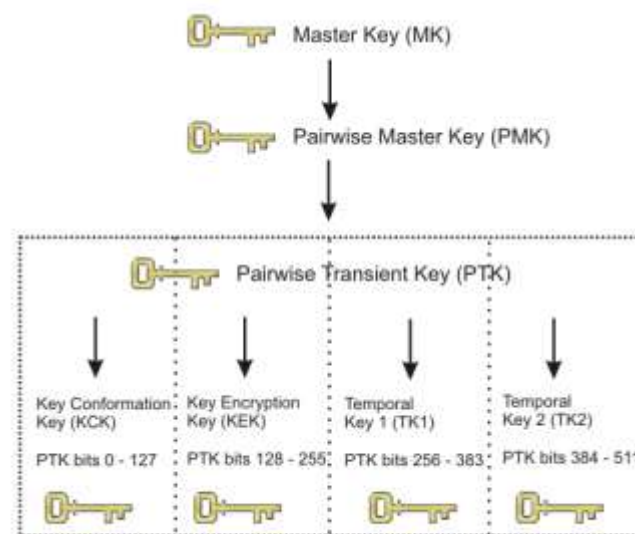 Master Key (MK)
Pairwise Master Key (PMK)
Pairwise Transient Key (PTK)
Key Conformation
Key (KCK)
PTK bits 0 - 127
Key Encryption
Key (KEK)
PTK bits 128 - 255
Temporal
Key 1 (TK1)
PTK bits 256 - 383
Temporal
Key 2 (TK2)
PTK bits 384 - 511